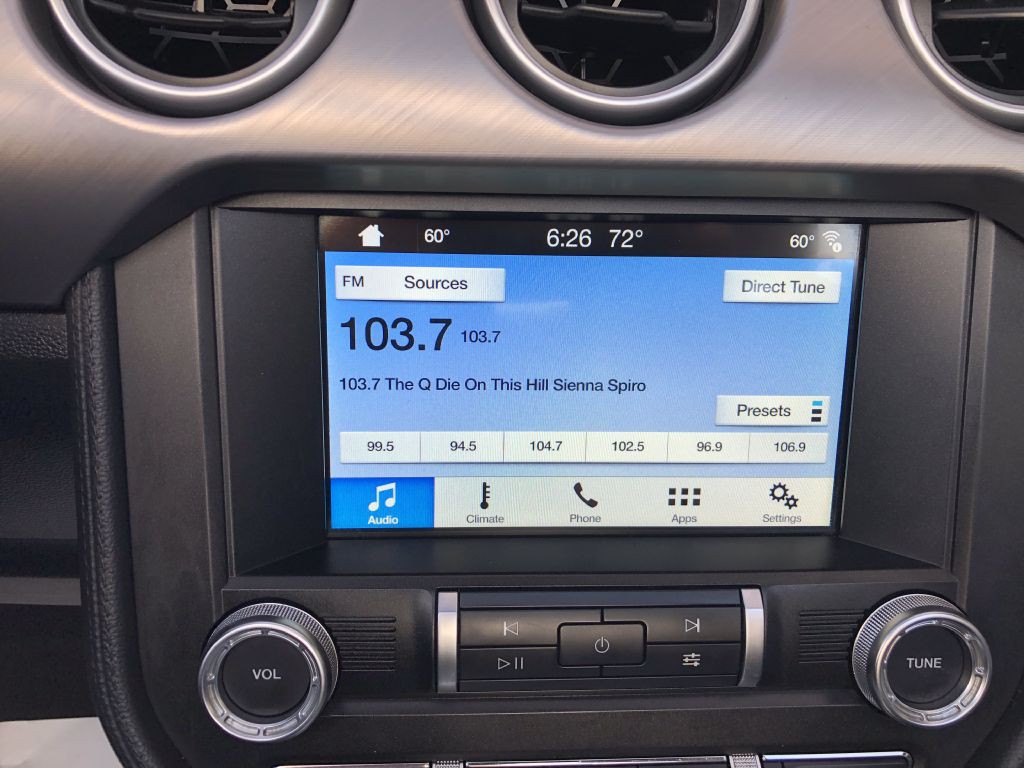 60° 6:26 72° 60°
FM Sources Direct Tune
103.7 103.7
103.7 The Q Die On This Hill Sienna Spiro
Presets
99.5 94.5 104.7 102.5 96.9 106.9
Audio Climate Phone Apps Settings
VOL TUNE